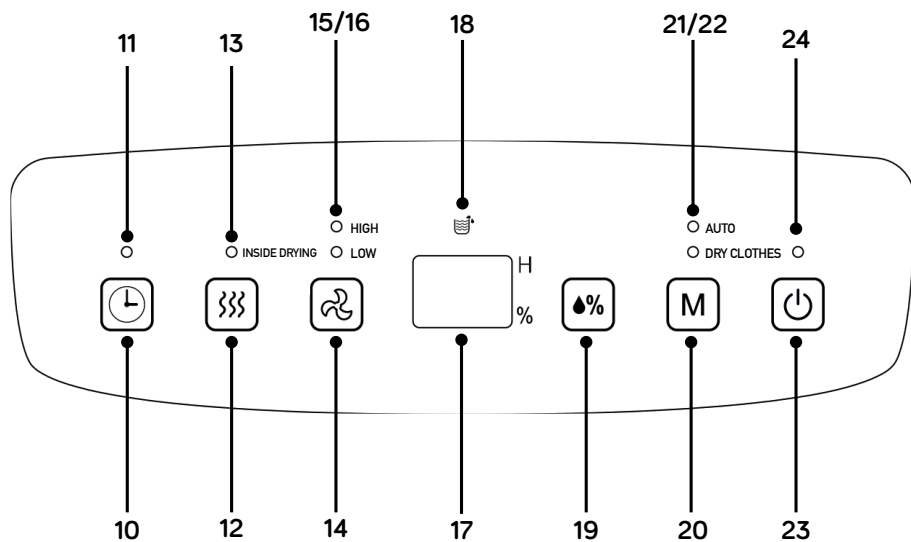 11
13
15/16
18
21/22
24
HIGH
LOW
INSIDE DRYING
H
%
AUTO
DRY CLOTHES
%
M
10
12
14
17
19
20
23